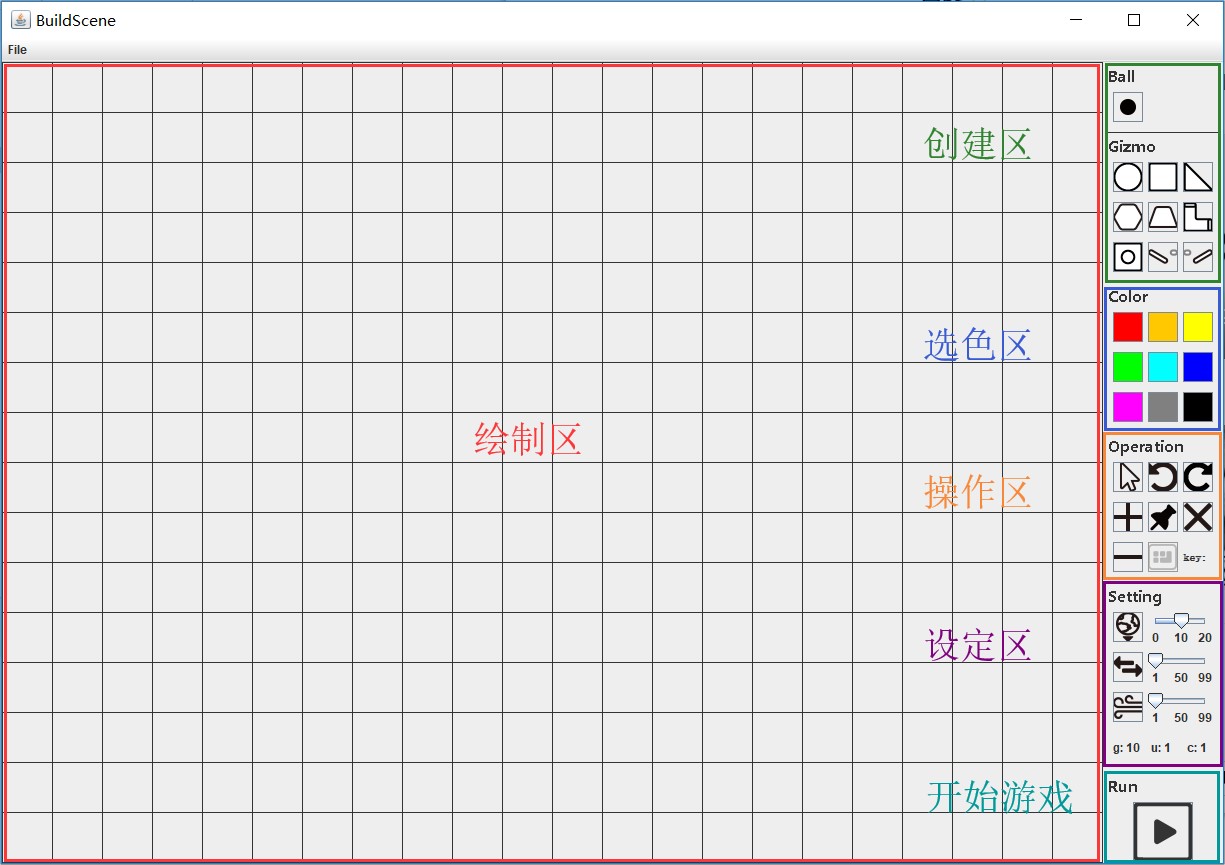 BuildScene
File
Ball
创建区
Gizmo
Color
选色区
绘制区
Operation
操作区
key:
Setting
0 10 20
设定区
1 50 99
1 50 99
g: 10 u: 1 c: 1
开始游戏
Run